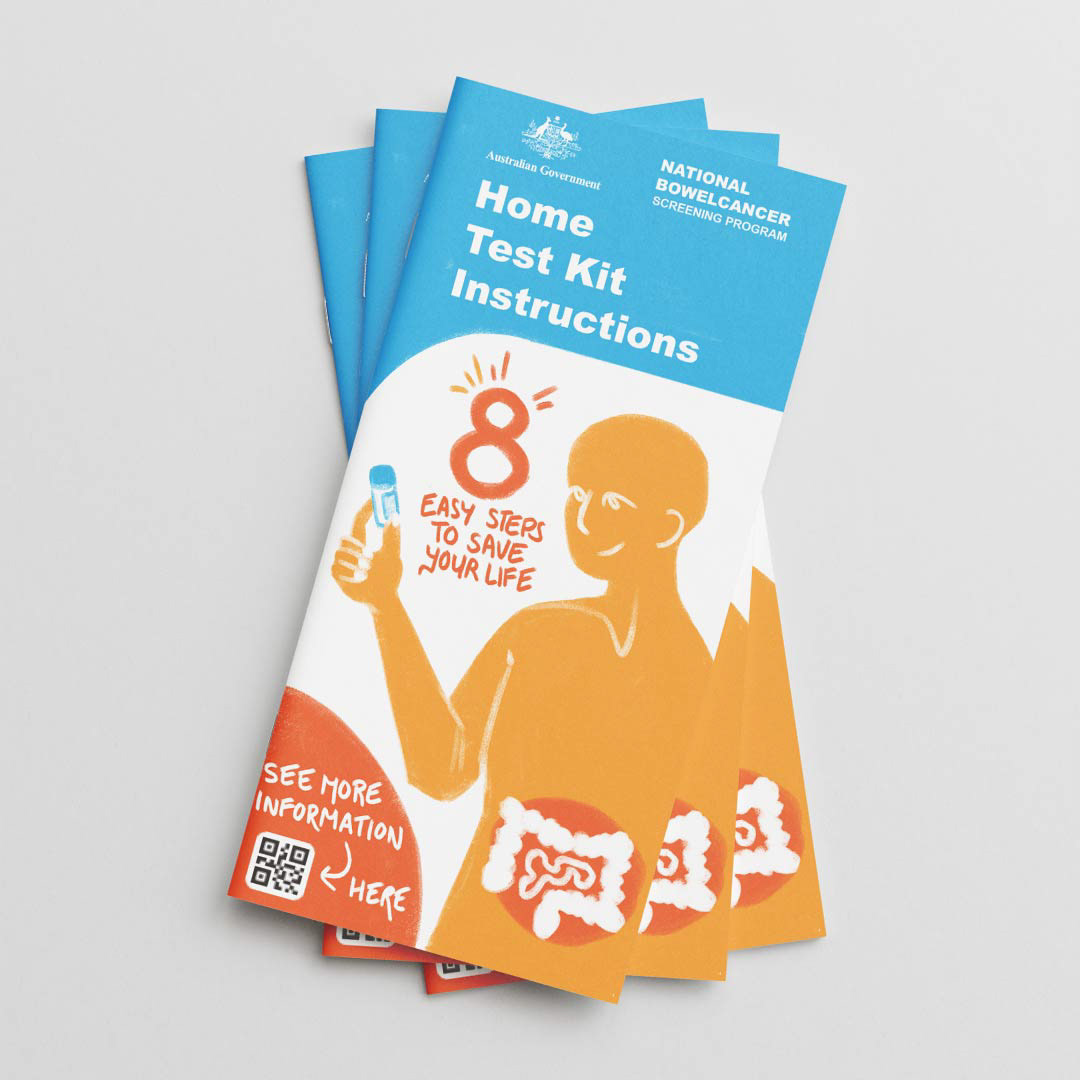 Australian Government
NATIONAL
BOWELCANCER
SCREENING PROGRAM
Home
Test Kit
Instructions
8
EASY STEPS
TO SAVE
YOUR LIFE
SEE MORE
INFORMATION
HERE